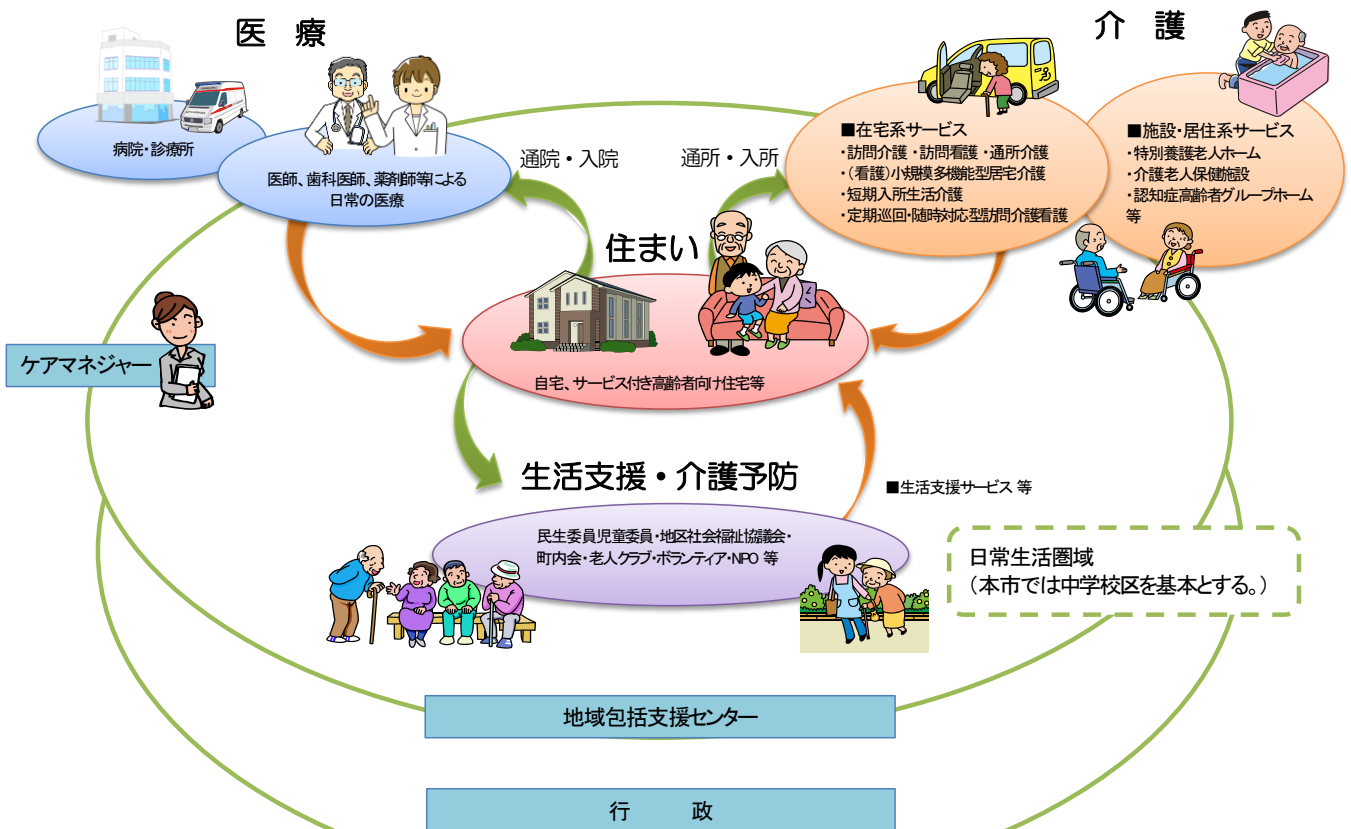 医 療
介 護
病院・診療所
医師、歯科医師、薬剤師等による
日常の医療
通院・入院
通所・入所
■在宅系サービス
・訪問介護・訪問看護・通所介護
・(看護)小規模多機能型居宅介護
・短期入所生活介護
・定期巡回・随時対応型訪問介護看護
■施設・居住系サービス
・特別養護老人ホーム
・介護老人保健施設
・認知症高齢者グループホーム
等
住まい
自宅、サービス付き高齢者向け住宅等
ケアマネジャー
生活支援・介護予防
■生活支援サービス 等
民生委員児童委員・地区社会福祉協議会・
町内会・老人クラブ・ボランティア・NPO 等
日常生活圏域
(本市では中学校区を基本とする。)
地域包括支援センター
行 政